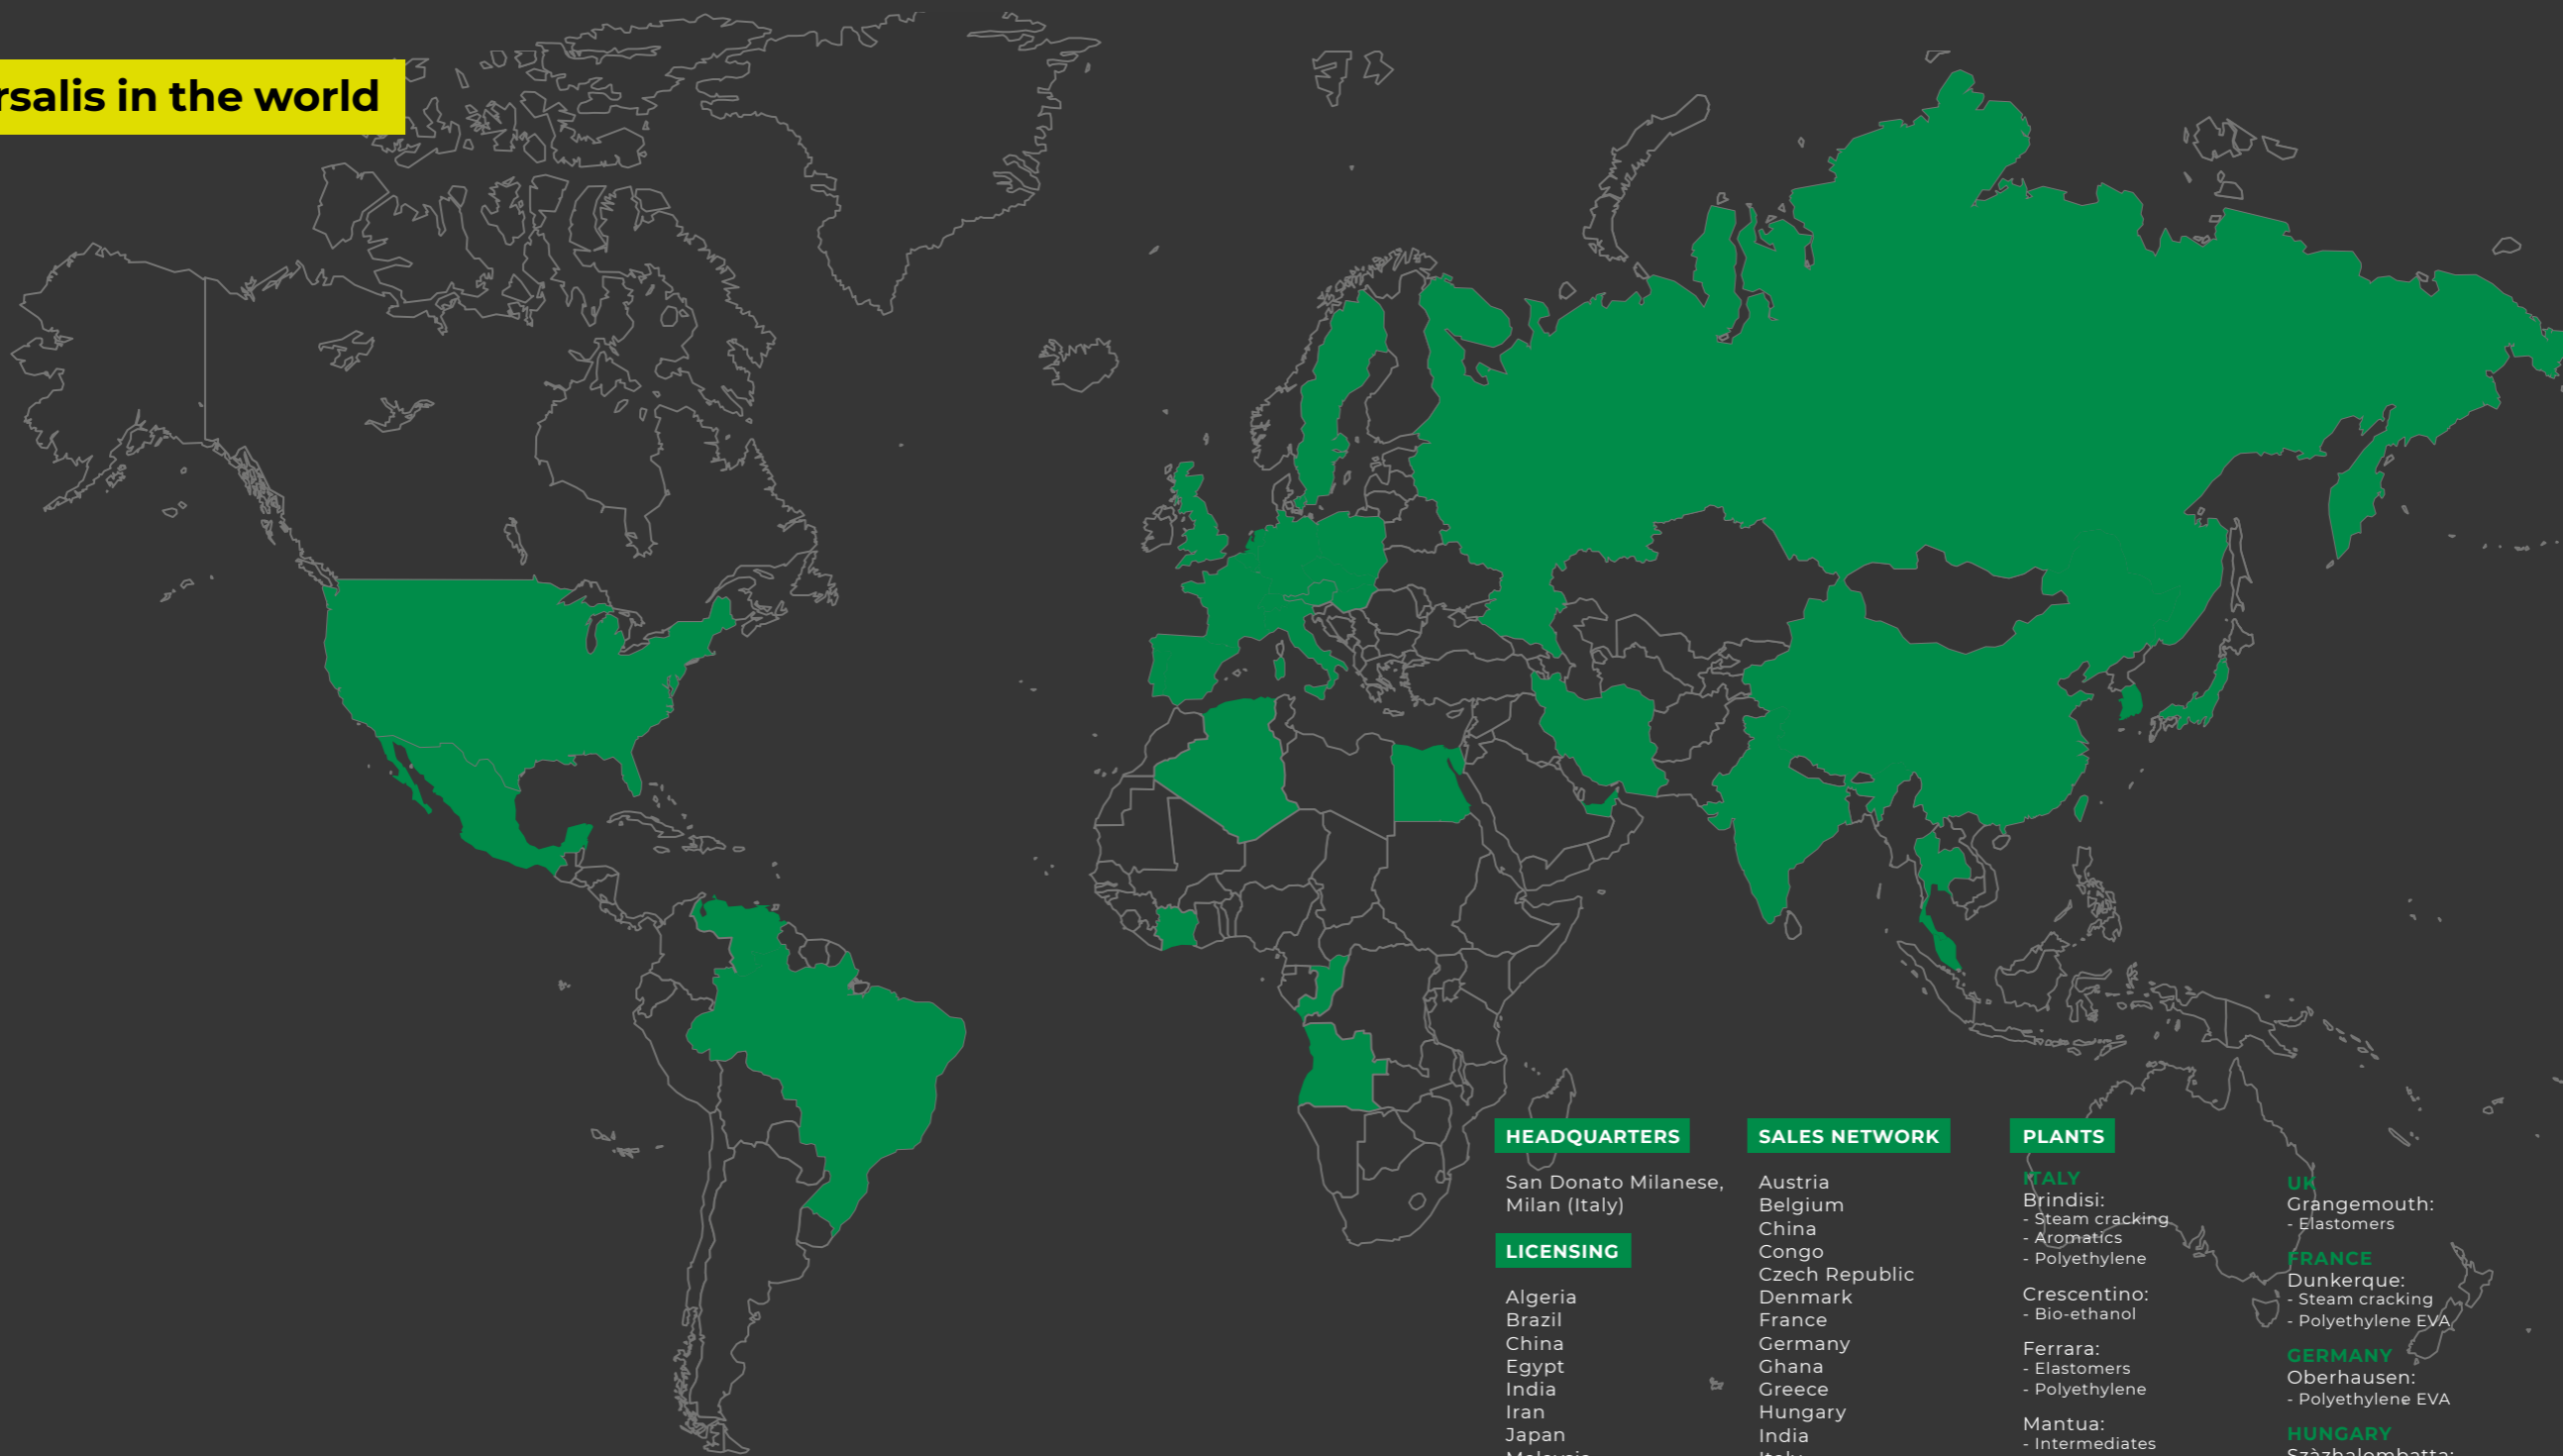 rsalis in the world
HEADQUARTERS
San Donato Milanese,
Milan (Italy)
LICENSING
Algeria
Brazil
China
Egypt
India
Iran
Japan
SALES NETWORK
Austria
Belgium
China
Congo
Czech Republic
Denmark
France
Germany
Ghana
Greece
Hungary
India
PLANTS
ITALY
Brindisi:
- Steam cracking
- Aromatics
- Polyethylene
Crescentino:
- Bio-ethanol
Ferrara:
- Elastomers
- Polyethylene
Mantua:
- Intermediates
UK
Grangemouth:
- Elastomers
FRANCE
Dunkerque:
- Steam cracking
- Polyethylene EVA
GERMANY
Oberhausen:
- Polyethylene EVA
HUNGARY